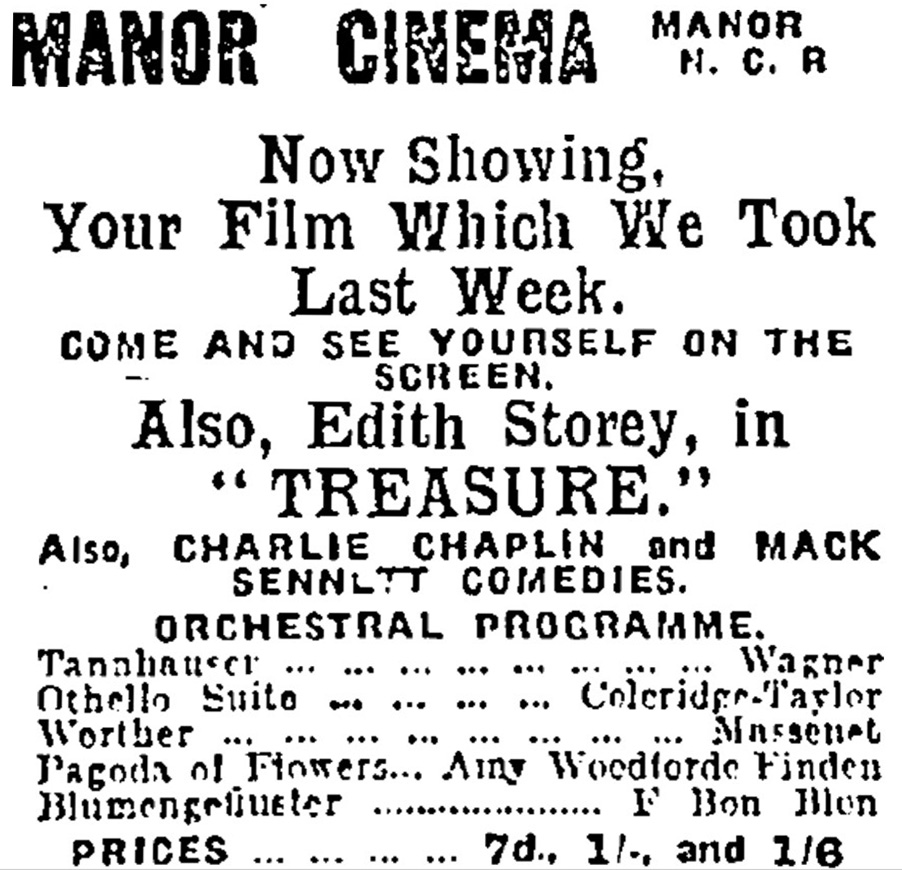 MANOR CINEMA MANOR
N. C. R
Now Showing,
Your Film Which We Took
Last Week.
COME AND SEE YOURSELF ON THE
SCREEN.
Also, Edith Storey, in
“TREASURE.”
Also, CHARLIE CHAPLIN and MACK
SENNETT COMEDIES.
ORCHESTRAL PROGRAMME.
Tannhauser ... ... ... ... ... ... ... ... Wagner
Othello Suite ... ... ... ... Coleridge-Taylor
Werther ... ... ... ... ... ... ... ... Massenet
Pagoda of Flowers... Amy Woodforde Finden
Blumengefluster ..................... F Bon Blon
PRICES ... ... ... ... 7d., 1/-, and 1/6